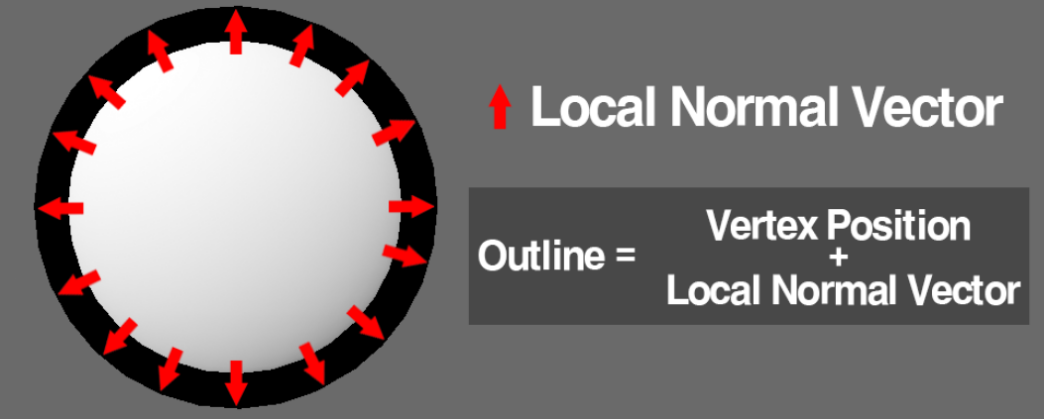 Local Normal Vector
Outline =
Vertex Position
+
Local Normal Vector